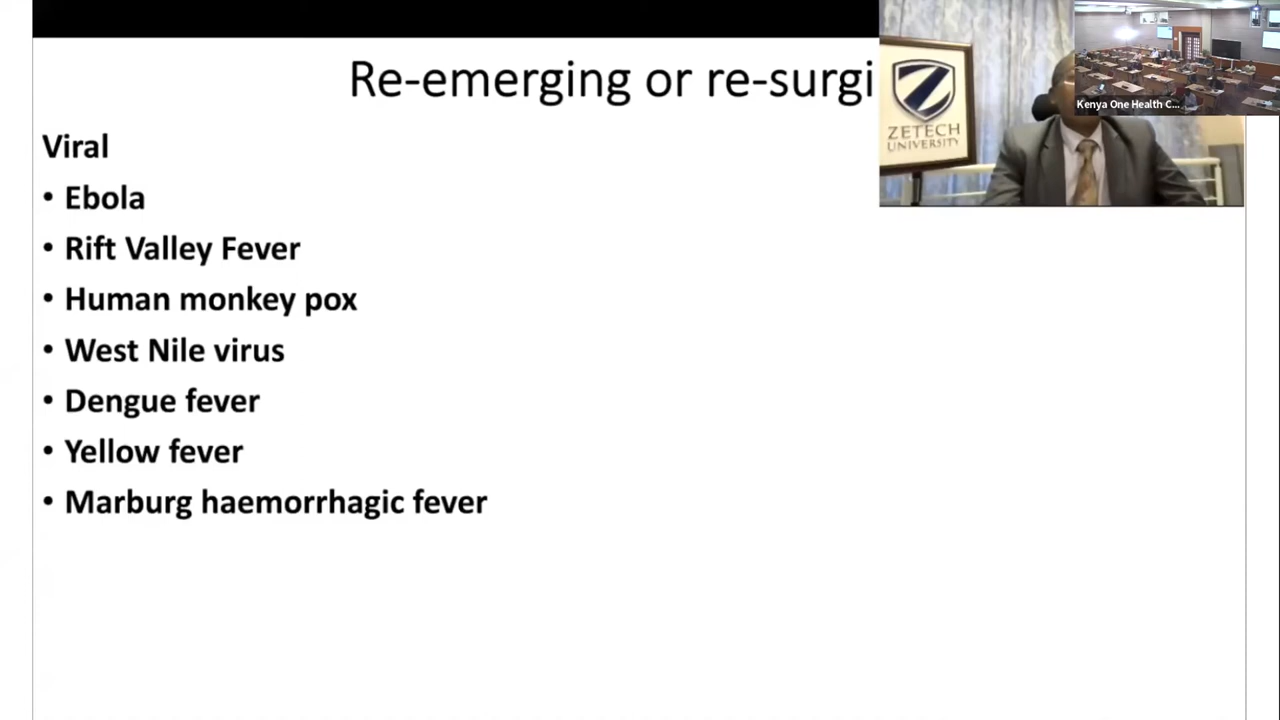 Re-emerging or re-surgi
Viral
• Ebola
• Rift Valley Fever
• Human monkey pox
• West Nile virus
• Dengue fever
• Yellow fever
• Marburg haemorrhagic fever
ZETECH
UNIVERSITY
Kenya One Health C...